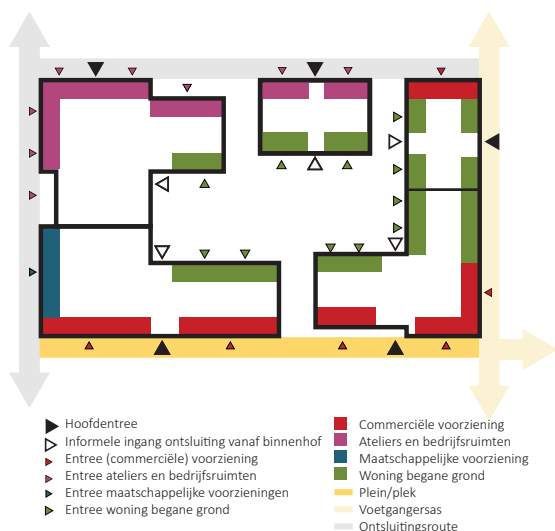 Hoofdentree
Informele ingang ontsluiting vanaf binnenhof
Entree (commerciële) voorziening
Entree ateliers en bedrijfsruimten
Entree maatschappelijke voorzieningen
Entree woning begane grond
Commerciële voorziening
Ateliers en bedrijfsruimten
Maatschappelijke voorziening
Woning begane grond
Plein/plek
Voetgangersas
Ontsluitingsroute